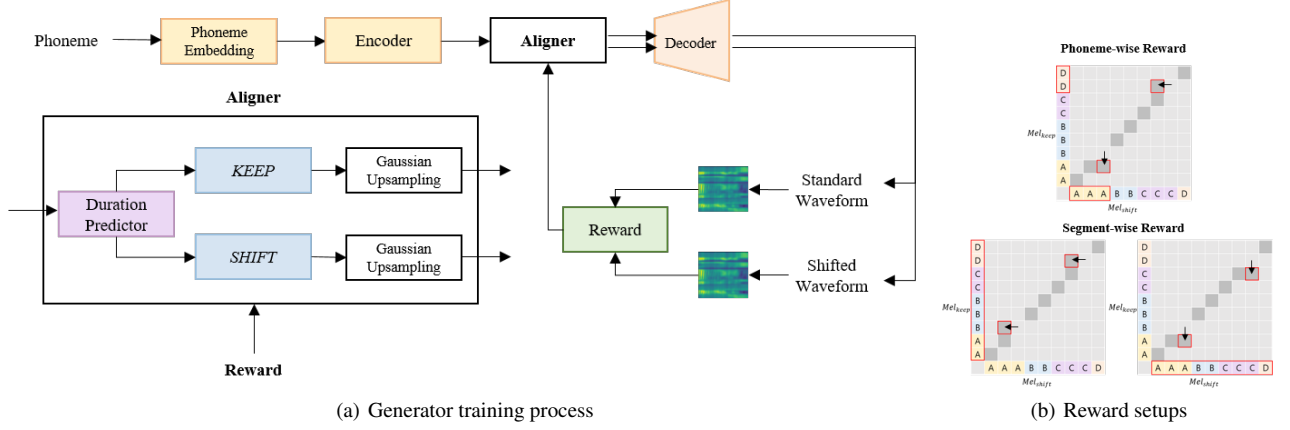 Phoneme
Phoneme
Embedding
Encoder
Aligner
Decoder
Aligner
Duration
Predictor
KEEP
Gaussian
Upsampling
SHIFT
Gaussian
Upsampling
Reward
Reward
Standard
Waveform
Shifted
Waveform
(a) Generator training process
Phoneme-wise Reward
D
D
C
C
B
B
B
A
A
Mel_keep
A A A B B C C C D
Mel_shift
Segment-wise Reward
D
D
C
C
B
B
B
A
A
Mel_keep
A A A B B C C C D
Mel_shift
D
D
C
C
B
B
B
A
A
Mel_keep
A A A B B C C C D
Mel_shift
(b) Reward setups